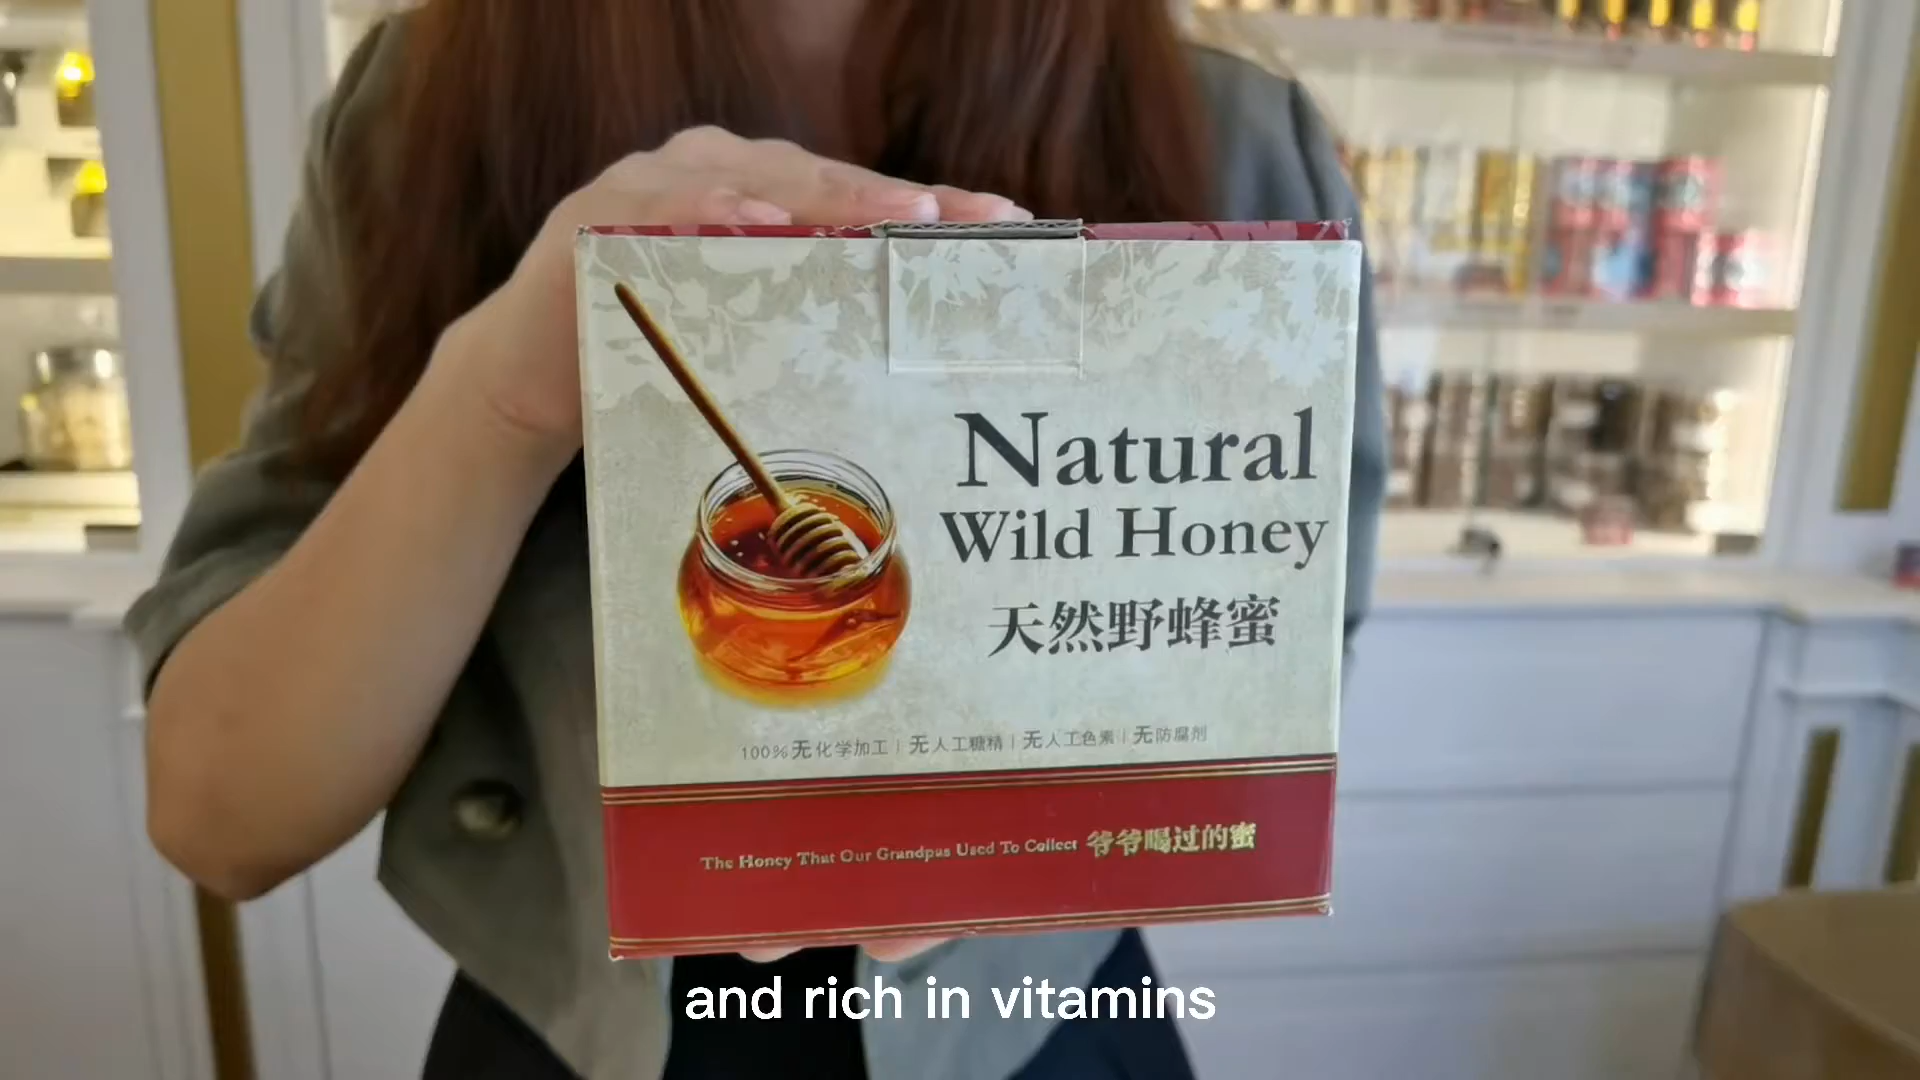 Natural
Wild Honey
天然野蜂蜜
100%无化学加工 | 无人工糖精 | 无人工色素 | 无防腐剂
The Honey That Our Grandpas Used To Collect 爷爷喝过的蜜
and rich in vitamins